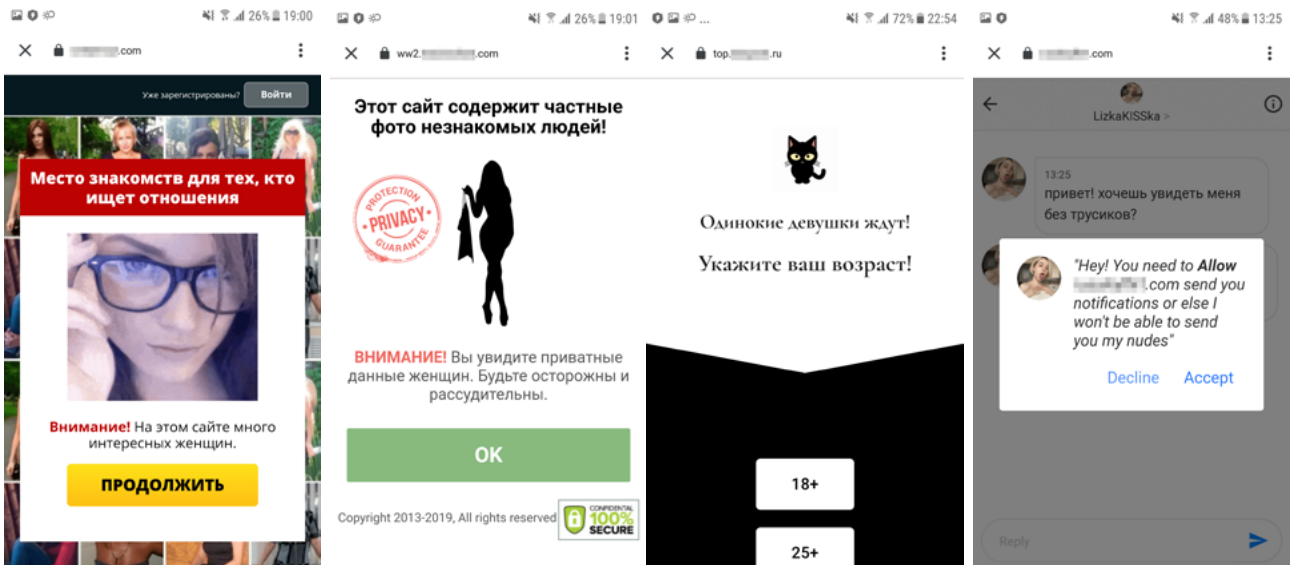 26% 19:00
.com
Уже зарегистрированы? Войти
Место знакомств для тех, кто
ищет отношения
Внимание! На этом сайте много
интересных женщин.
ПРОДОЛЖИТЬ
26% 19:01
ww2. .com
Этот сайт содержит частные
фото незнакомых людей!
PROTECTION
PRIVACY
GUARANTEE
ВНИМАНИЕ! Вы увидите приватные
данные женщин. Будьте осторожны и
рассудительны.
OK
Copyright 2013-2019, All rights reserved
CONFIDENTIAL
100%
SECURE
... 72% 22:54
top. .ru
Одинокие девушки ждут!
Укажите ваш возраст!
18+
25+
48% 13:25
.com
LizkaKISSka >
13:25
привет! хочешь увидеть меня
без трусиков?
"Hey! You need to Allow
.com send you
notifications or else I
won't be able to send
you my nudes"
Decline Accept
Reply